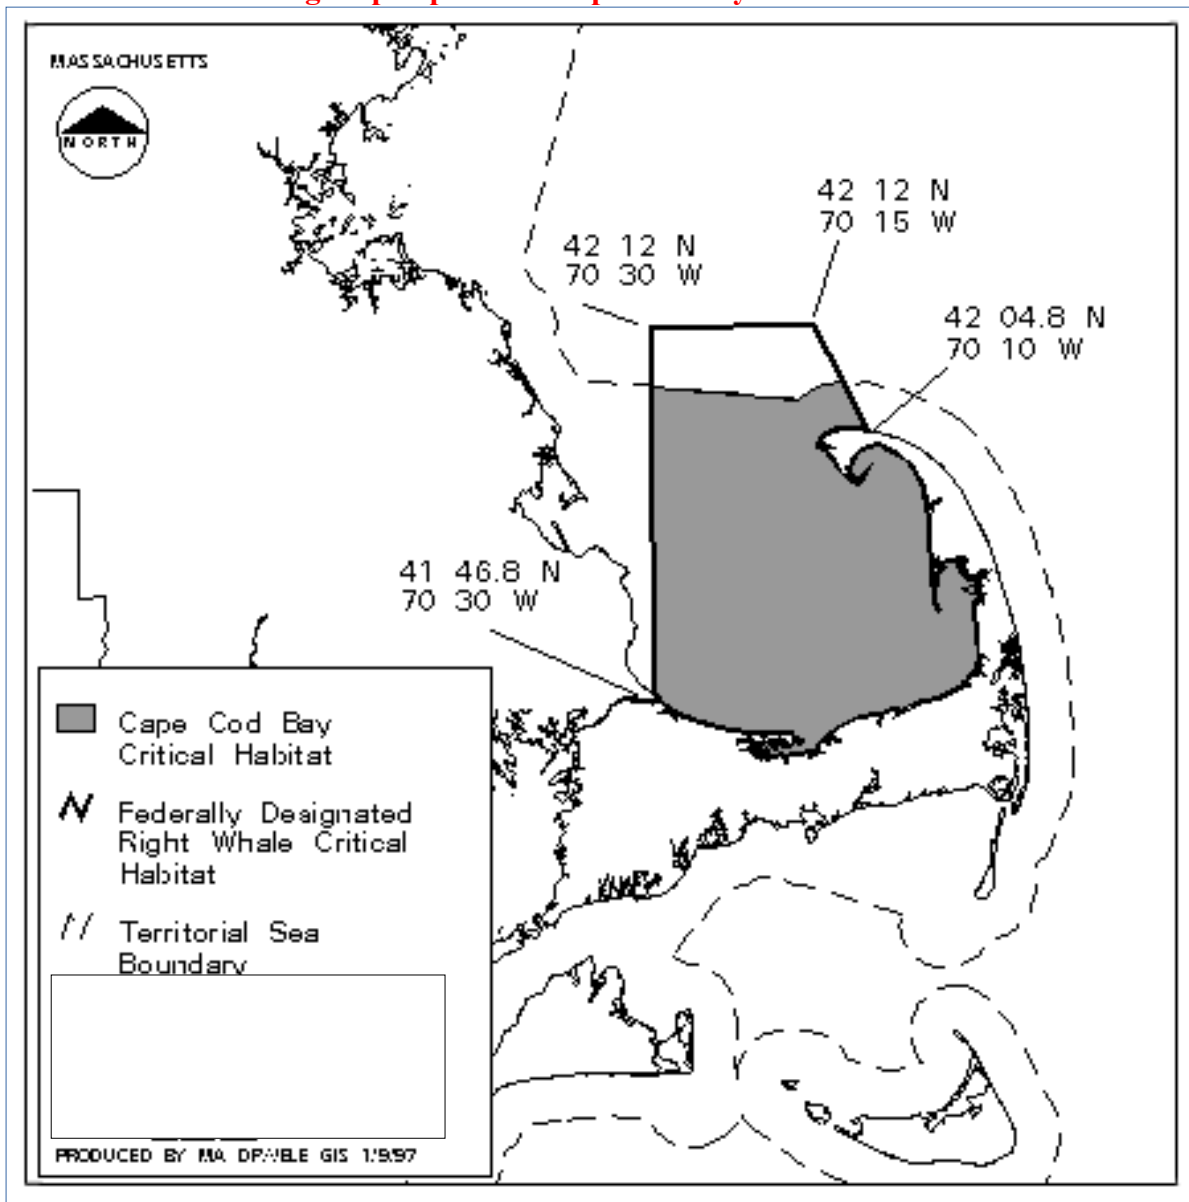 MASSACHUSETTS
NORTH
42 12 N
70 15 W
42 12 N
70 30 W
42 04.8 N
70 10 W
41 46.8 N
70 30 W
Cape Cod Bay
Critical Habitat
Federally Designated
Right Whale Critical
Habitat
Territorial Sea
Boundary
PRODUCED BY MA GIS 1/9/97